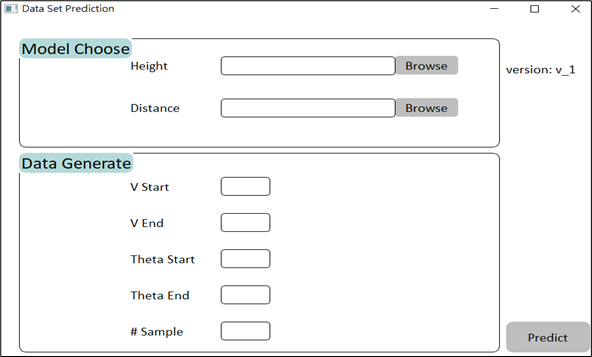 Data Set Prediction
Model Choose
Height Browse
version: v_1
Distance Browse
Data Generate
V Start
V End
Theta Start
Theta End
# Sample
Predict